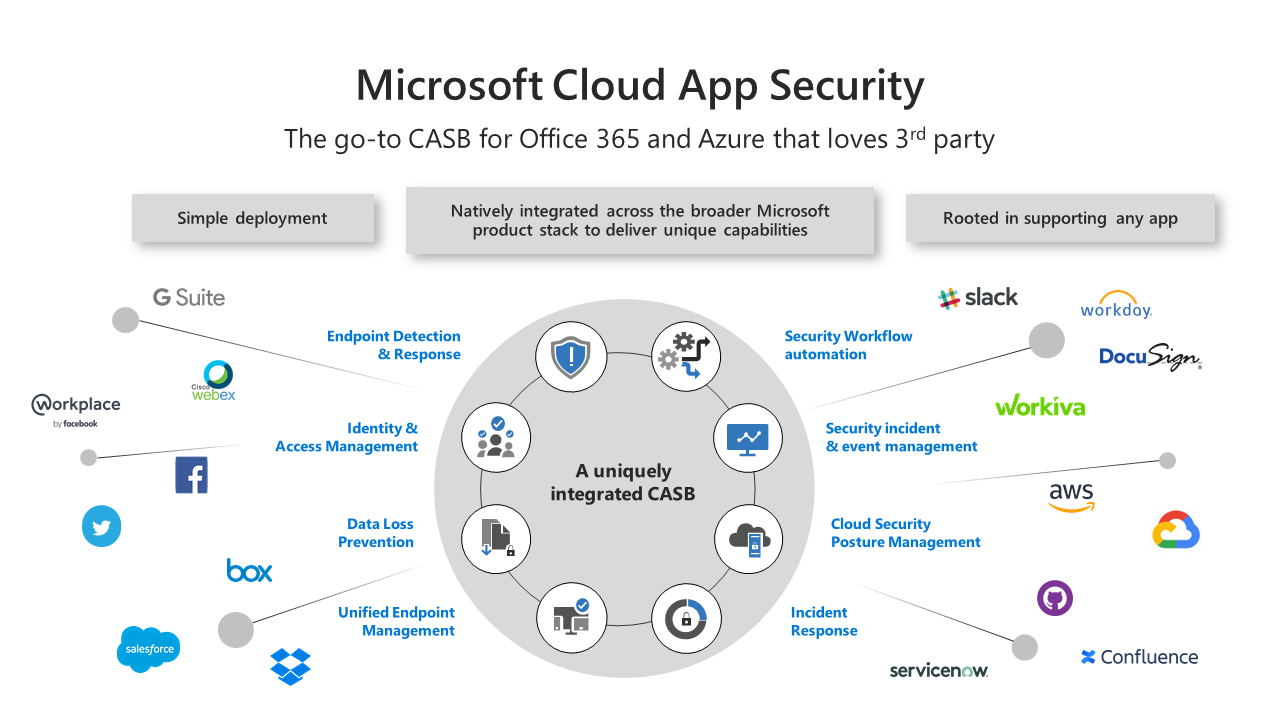 Microsoft Cloud App Security
The go-to CASB for Office 365 and Azure that loves 3rd party
Simple deployment
Natively integrated across the broader Microsoft
product stack to deliver unique capabilities
Rooted in supporting any app
G Suite
Cisco
webex
Workplace
by facebook
f
box
salesforce
Endpoint Detection
& Response
Identity &
Access Management
Data Loss
Prevention
Unified Endpoint
Management
A uniquely
integrated CASB
Security Workflow
automation
Security incident
& event management
Cloud Security
Posture Management
Incident
Response
slack
workday.
DocuSign
workiva
aws
servicenow
Confluence